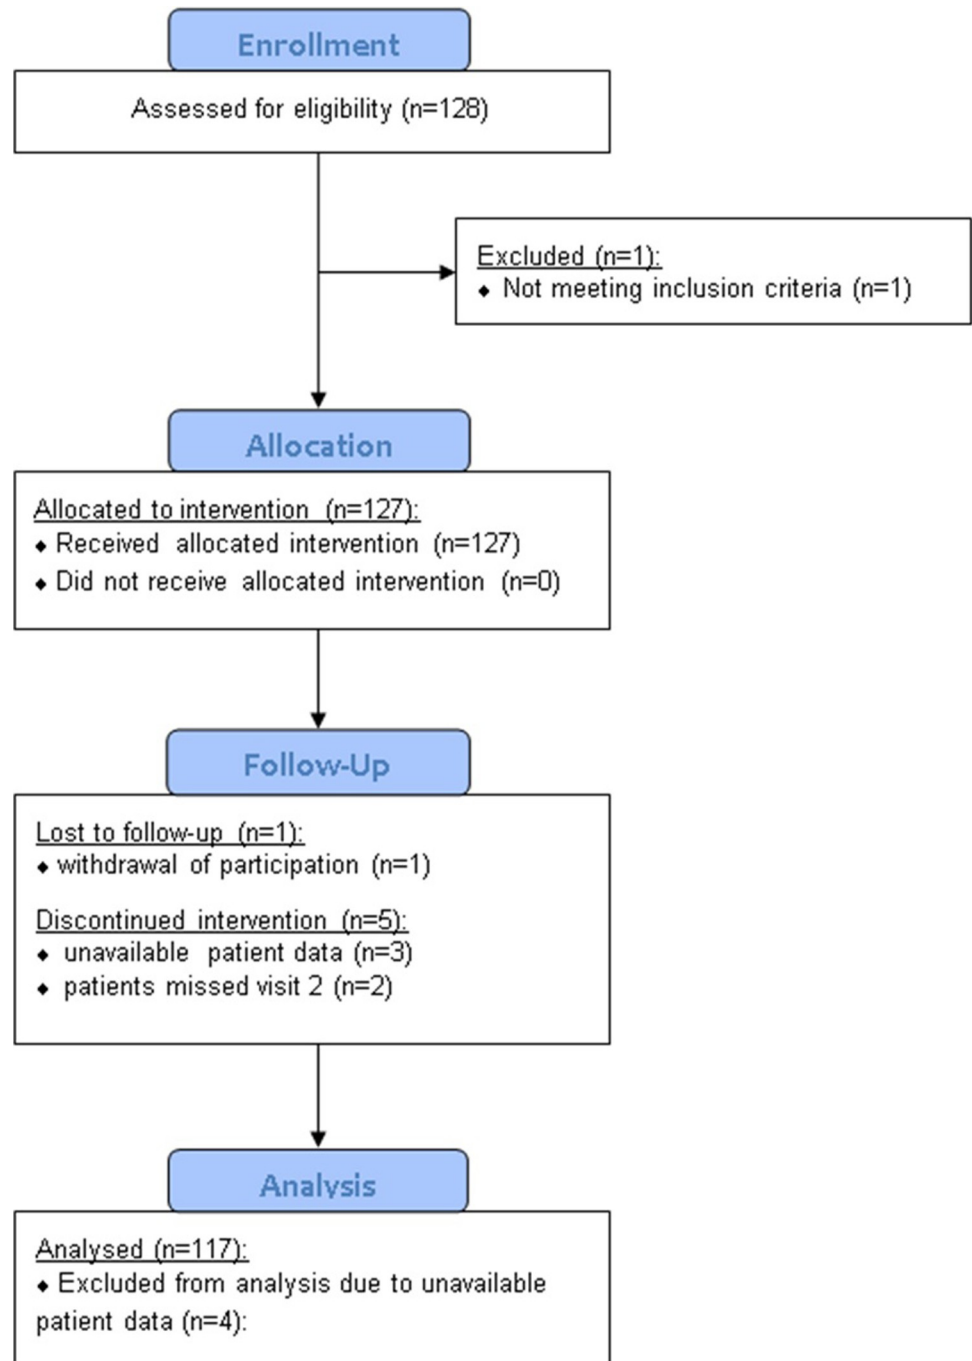 Enrollment
Assessed for eligibility (n=128)
Excluded (n=1):
⬥ Not meeting inclusion criteria (n=1)
Allocation
Allocated to intervention (n=127):
⬥ Received allocated intervention (n=127)
⬥ Did not receive allocated intervention (n=0)
Follow-Up
Lost to follow-up (n=1):
⬥ withdrawal of participation (n=1)
Discontinued intervention (n=5):
⬥ unavailable patient data (n=3)
⬥ patients missed visit 2 (n=2)
Analysis
Analysed (n=117):
⬥ Excluded from analysis due to unavailable
patient data (n=4):